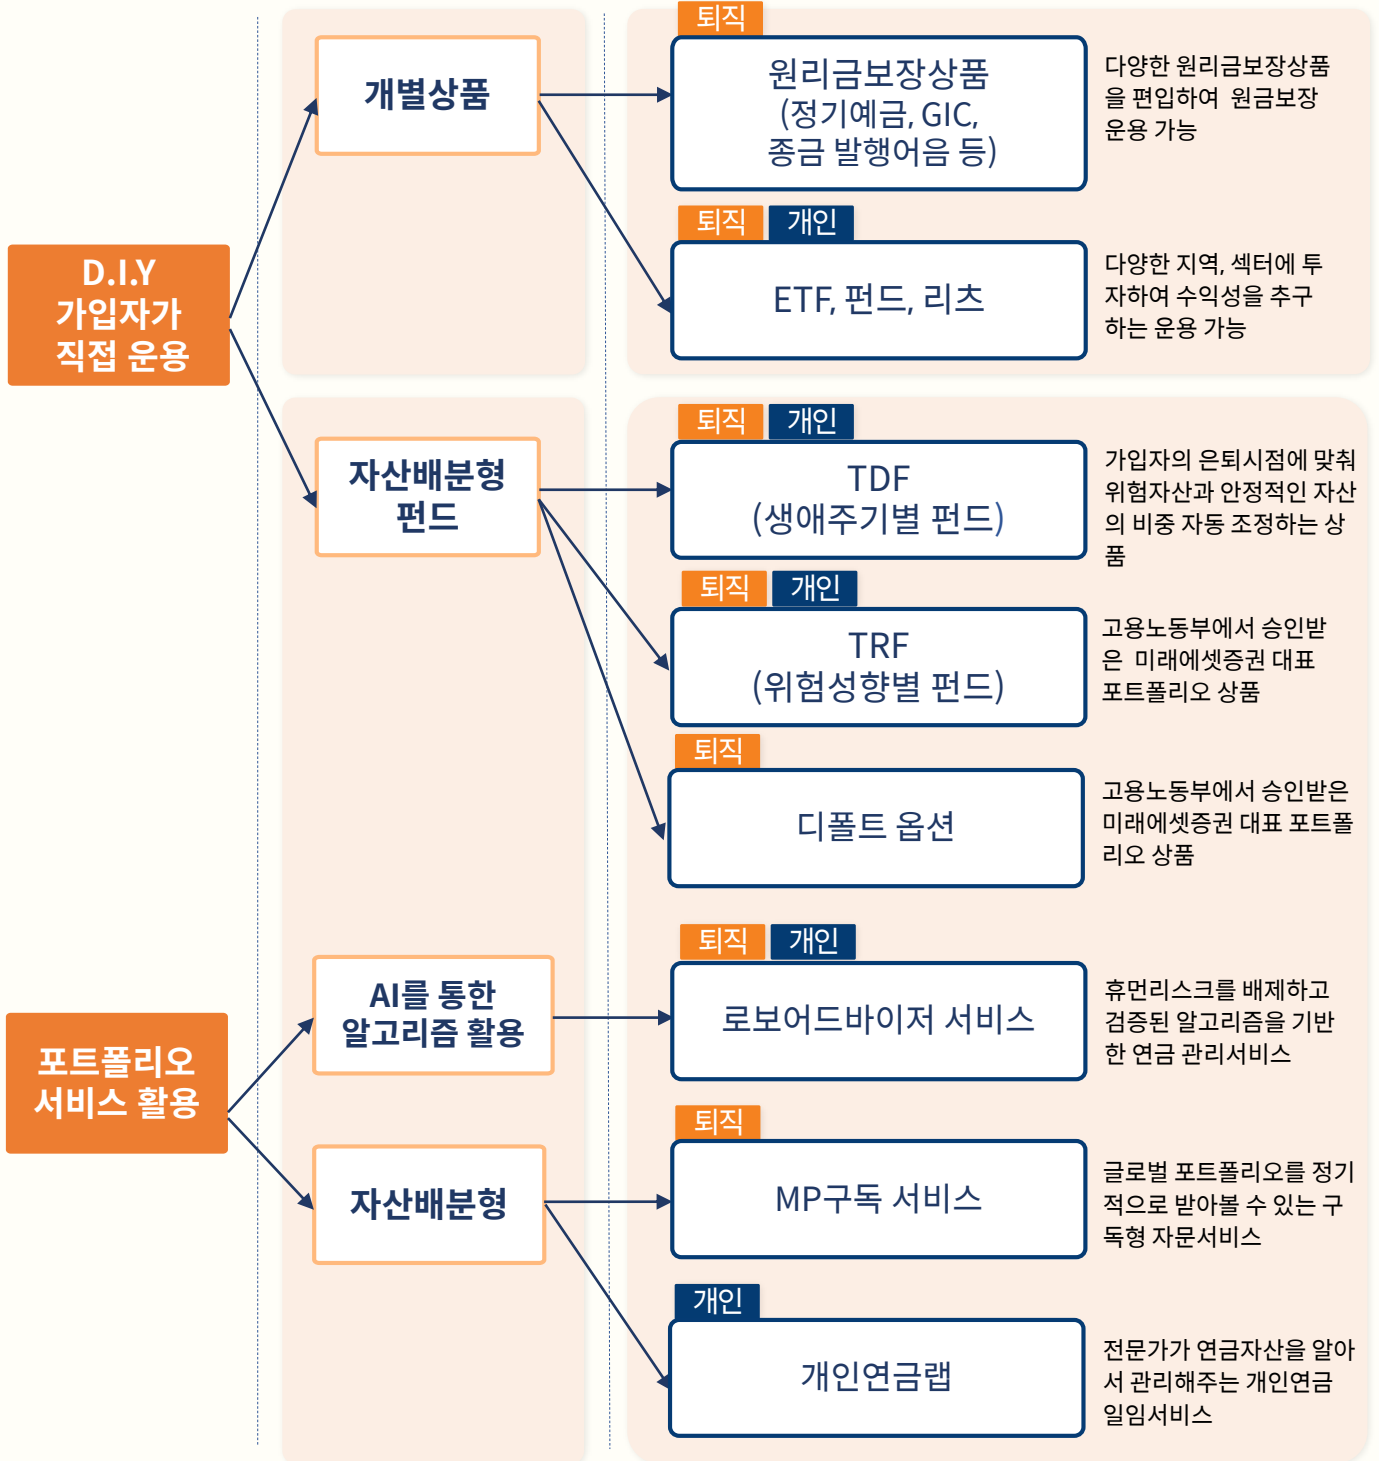 D.I.Y
가입자가
직접 운용
개별상품
퇴직
원리금보장상품
(정기예금, GIC,
종금 발행어음 등)
다양한 원리금보장상품
을 편입하여 원금보장
운용 가능
퇴직 개인
ETF, 펀드, 리츠
다양한 지역, 섹터에 투
자하여 수익성을 추구
하는 운용 가능
자산배분형
펀드
퇴직 개인
TDF
(생애주기별 펀드)
가입자의 은퇴시점에 맞춰
위험자산과 안정적인 자산
의 비중 자동 조정하는 상
품
퇴직 개인
TRF
(위험성향별 펀드)
고용노동부에서 승인받
은 미래에셋증권 대표
포트폴리오 상품
퇴직
디폴트 옵션
고용노동부에서 승인받은
미래에셋증권 대표 포트폴
리오 상품
포트폴리오
서비스 활용
AI를 통한
알고리즘 활용
퇴직 개인
로보어드바이저 서비스
휴먼리스크를 배제하고
검증된 알고리즘을 기반
한 연금 관리서비스
자산배분형
퇴직
MP구독 서비스
글로벌 포트폴리오를 정기
적으로 받아볼 수 있는 구
독형 자문서비스
개인
개인연금랩
전문가가 연금자산을 알아
서 관리해주는 개인연금
일임서비스